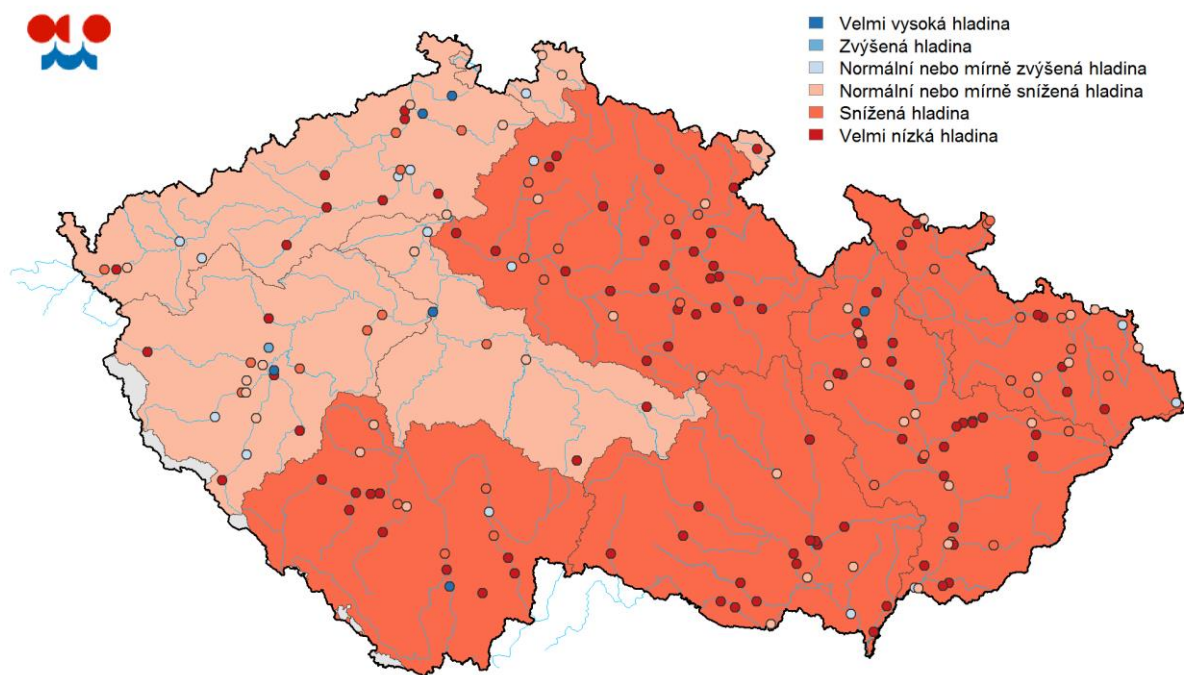 Velmi vysoká hladina
Zvýšená hladina
Normální nebo mírně zvýšená hladina
Normální nebo mírně snížená hladina
Snížená hladina
Velmi nízká hladina